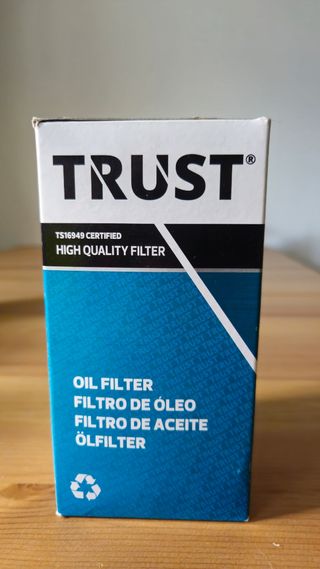 TRUST®
TS16949 CERTIFIED
HIGH QUALITY FILTER
OIL FILTER
FILTRO DE ÓLEO
FILTRO DE ACEITE
ÖLFILTER